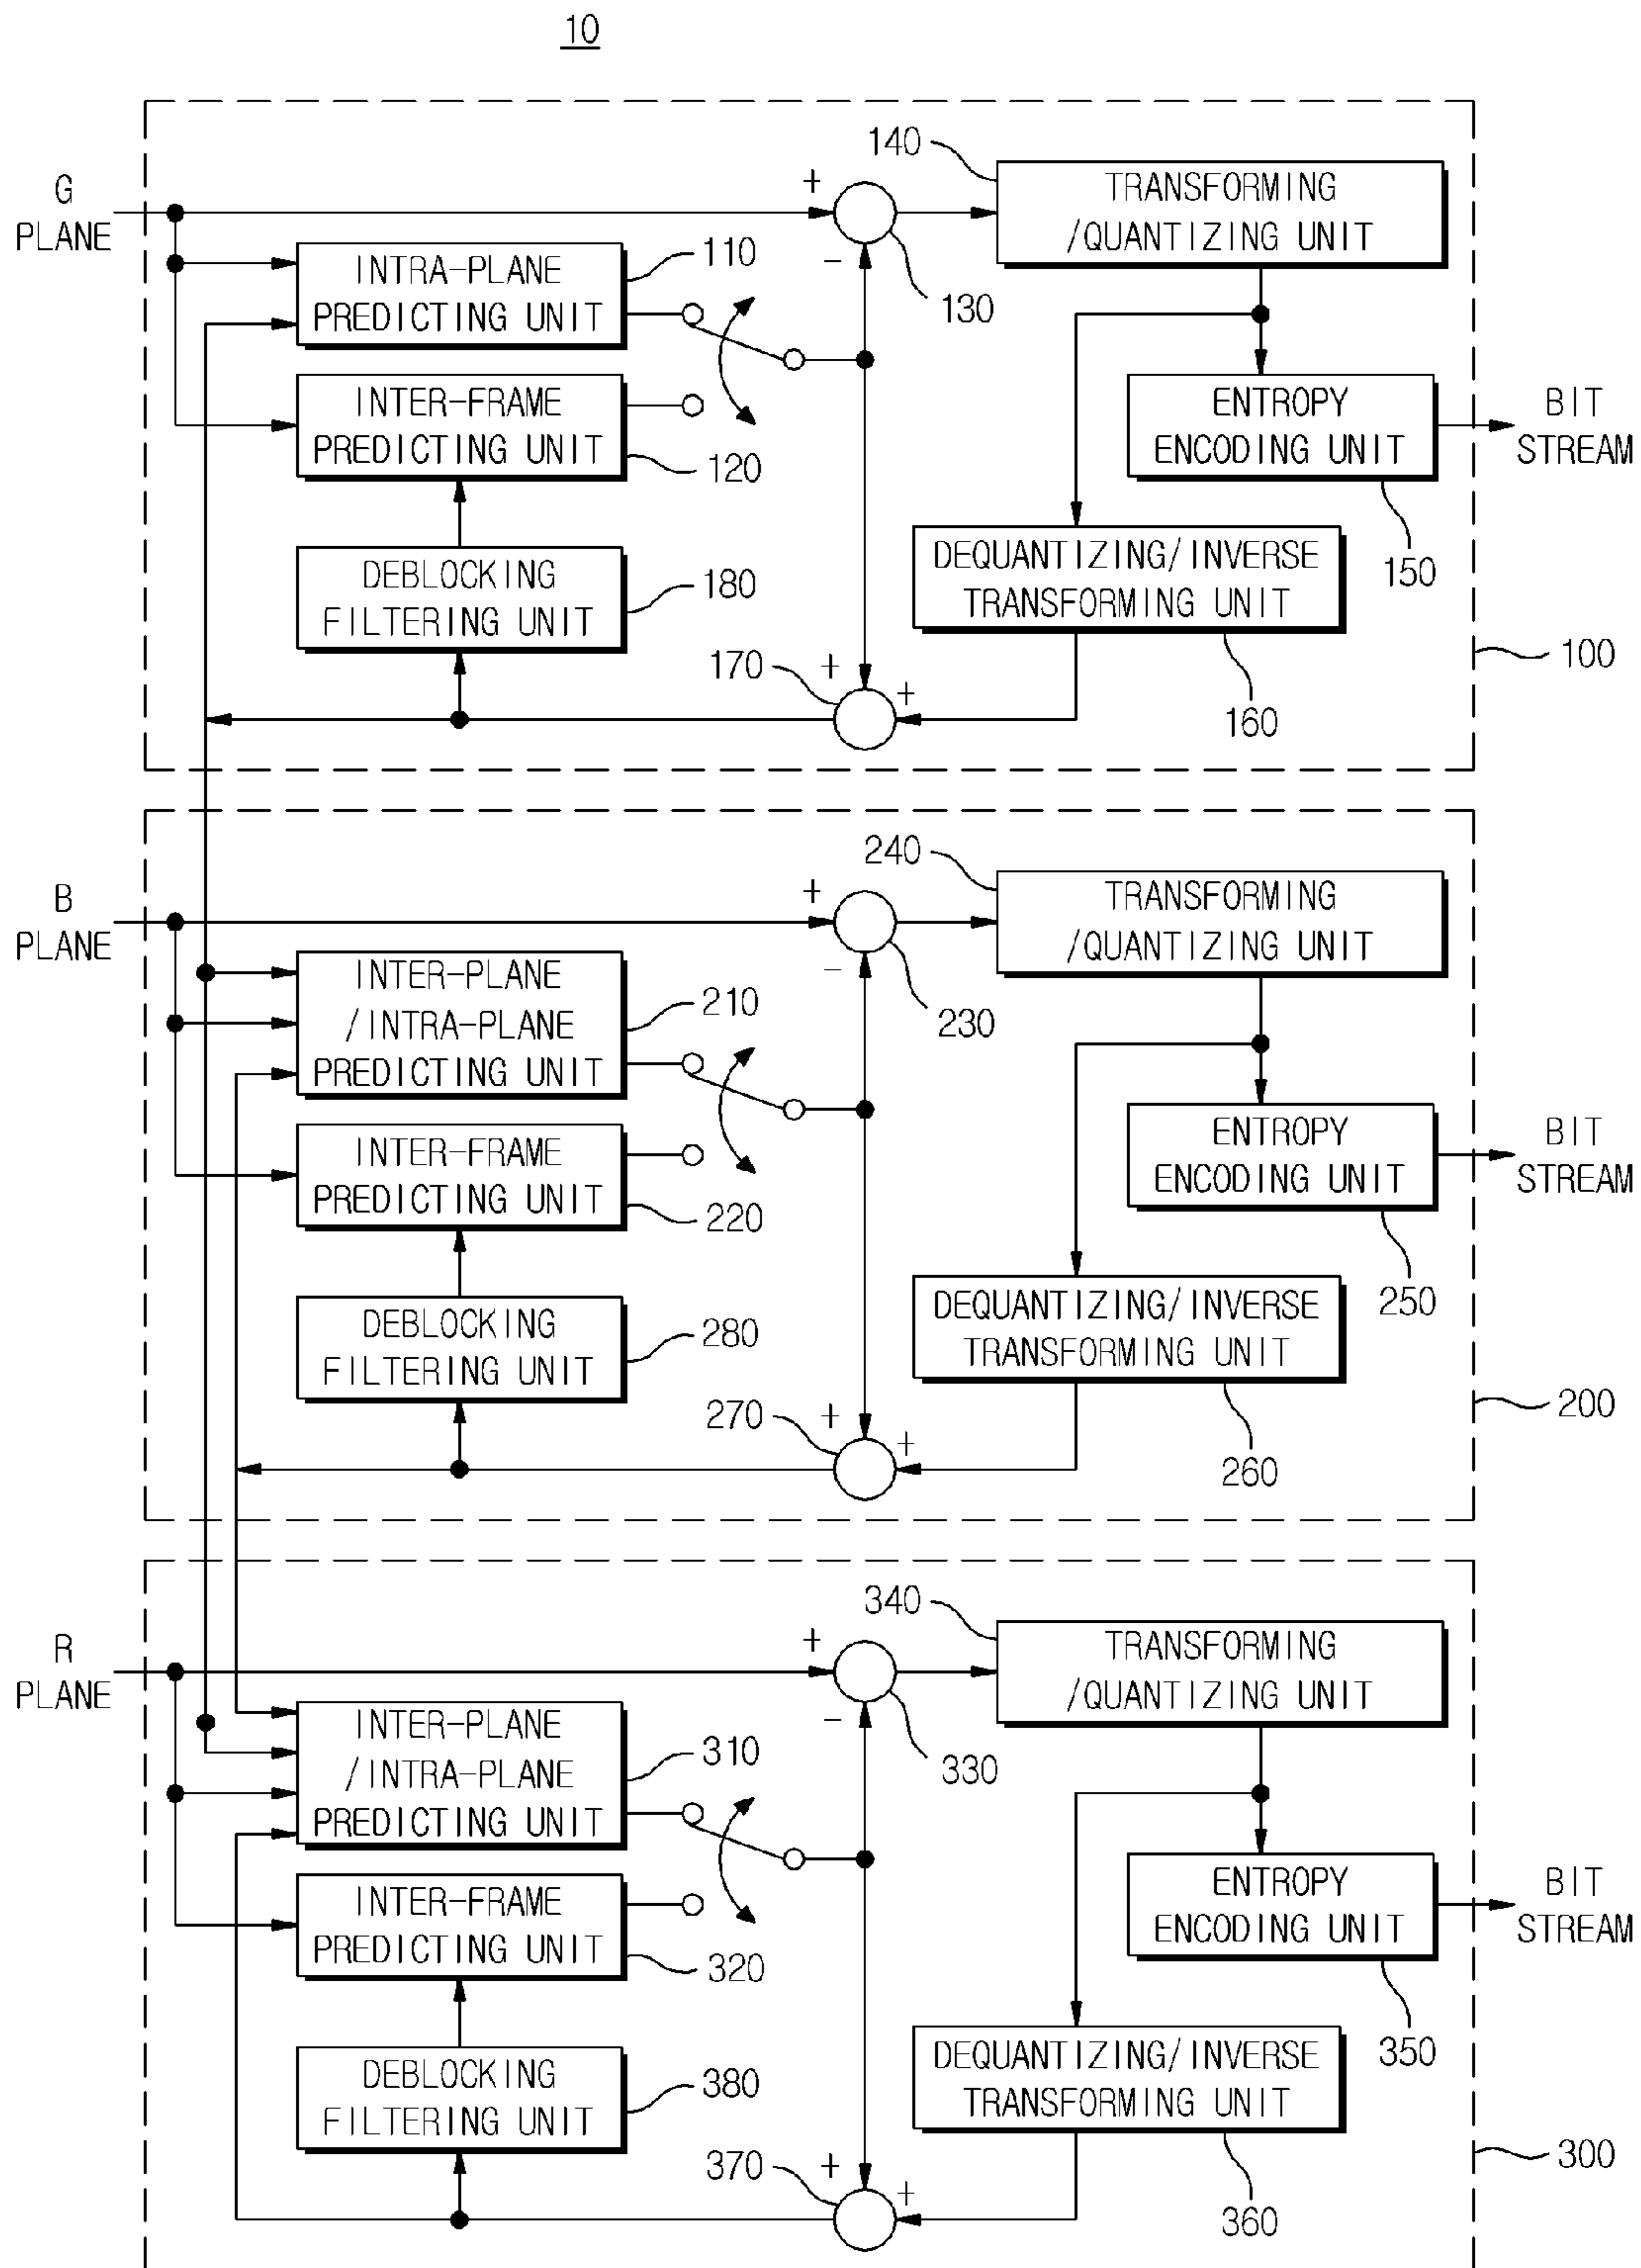 10
140
G
PLANE
+
TRANSFORMING
/QUANTIZING UNIT
INTRA-PLANE
PREDICTING UNIT
110
-
130
INTER-FRAME
PREDICTING UNIT
120
ENTROPY
ENCODING UNIT
BIT
STREAM
150
DEBLOCKING
FILTERING UNIT
180
DEQUANTIZING/INVERSE
TRANSFORMING UNIT
100
170
+
+
160
240
B
PLANE
+
TRANSFORMING
/QUANTIZING UNIT
INTER-PLANE
/INTRA-PLANE
PREDICTING UNIT
210
-
230
INTER-FRAME
PREDICTING UNIT
220
ENTROPY
ENCODING UNIT
BIT
STREAM
250
DEBLOCKING
FILTERING UNIT
280
DEQUANTIZING/INVERSE
TRANSFORMING UNIT
200
270
+
+
260
340
R
PLANE
+
TRANSFORMING
/QUANTIZING UNIT
INTER-PLANE
/INTRA-PLANE
PREDICTING UNIT
310
-
330
INTER-FRAME
PREDICTING UNIT
320
ENTROPY
ENCODING UNIT
BIT
STREAM
350
DEBLOCKING
FILTERING UNIT
380
DEQUANTIZING/INVERSE
TRANSFORMING UNIT
300
370
+
+
360